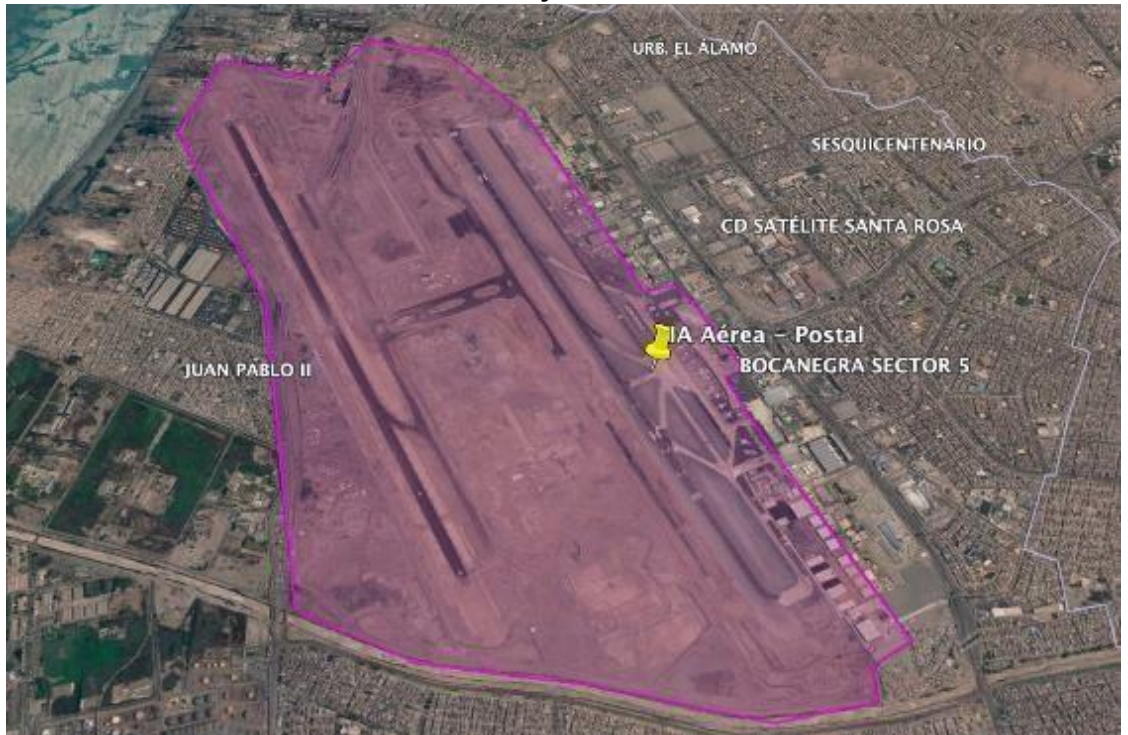 URB. EL ÁLAMO
SESQUICENTENARIO
CD SATÉLITE SANTA ROSA
IA Aérea - Postal
BOCANEGRA SECTOR 5
JUAN PABLO II